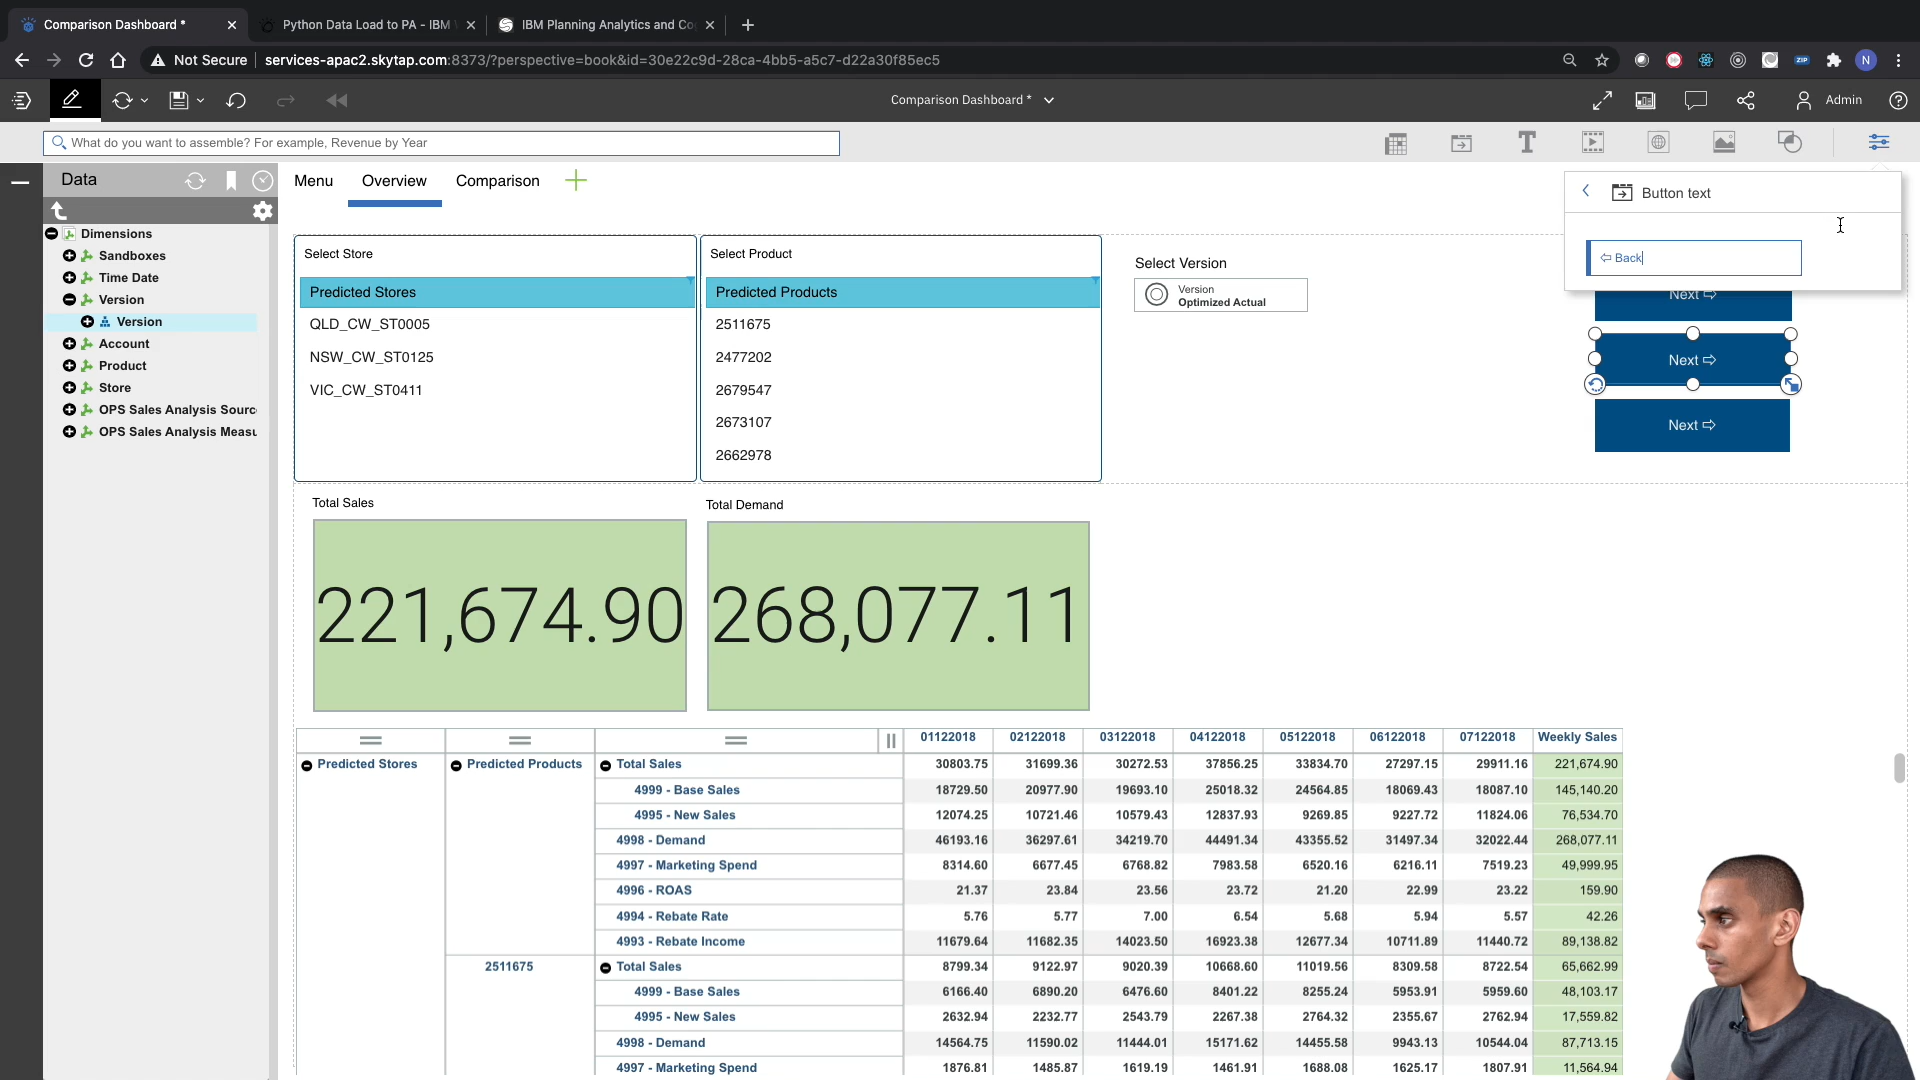 Comparison Dashboard *
Python Data Load to PA - IBM
IBM Planning Analytics and Co
Not Secure
services-apac2.skytap.com:8373/?perspective=book&id=30e22c9d-28ca-4bb5-a5c7-d22a30f85ec5
ZIP
N
Comparison Dashboard *
Admin
What do you want to assemble? For example, Revenue by Year
Data
Menu
Overview
Comparison
Button text
⇦ Back
Dimensions
Sandboxes
Time Date
Version
Version
Account
Product
Store
OPS Sales Analysis Sourc
OPS Sales Analysis Measu
Select Store
Predicted Stores
QLD_CW_ST0005
NSW_CW_ST0125
VIC_CW_ST0411
Select Product
Predicted Products
2511675
2477202
2679547
2673107
2662978
Select Version
Version
Optimized Actual
Next ⇨
Next ⇨
Next ⇨
Total Sales
221,674.90
Total Demand
268,077.11
01122018 02122018 03122018 04122018 05122018 06122018 07122018 Weekly Sales
Predicted Stores Predicted Products Total Sales 30803.75 31699.36 30272.53 37856.25 33834.70 27297.15 29911.16 221,674.90
4999 - Base Sales 18729.50 20977.90 19693.10 25018.32 24564.85 18069.43 18087.10 145,140.20
4995 - New Sales 12074.25 10721.46 10579.43 12837.93 9269.85 9227.72 11824.06 76,534.70
4998 - Demand 46193.16 36297.61 34219.70 44491.34 43355.52 31497.34 32022.44 268,077.11
4997 - Marketing Spend 8314.60 6677.45 6768.82 7983.58 6520.16 6216.11 7519.23 49,999.95
4996 - ROAS 21.37 23.84 23.56 23.72 21.20 22.99 23.22 159.90
4994 - Rebate Rate 5.76 5.77 7.00 6.54 5.68 5.94 5.57 42.26
4993 - Rebate Income 11679.64 11682.35 14023.50 16923.38 12677.34 10711.89 11440.72 89,138.82
2511675 Total Sales 8799.34 9122.97 9020.39 10668.60 11019.56 8309.58 8722.54 65,662.99
4999 - Base Sales 6166.40 6890.20 6476.60 8401.22 8255.24 5953.91 5959.60 48,103.17
4995 - New Sales 2632.94 2232.77 2543.79 2267.38 2764.32 2355.67 2762.94 17,559.82
4998 - Demand 14564.75 11590.02 11444.01 15171.62 14455.58 9943.13 10544.04 87,713.15
4997 - Marketing Spend 1876.81 1485.87 1619.19 1461.91 1688.08 1625.17 1807.91 11,564.94